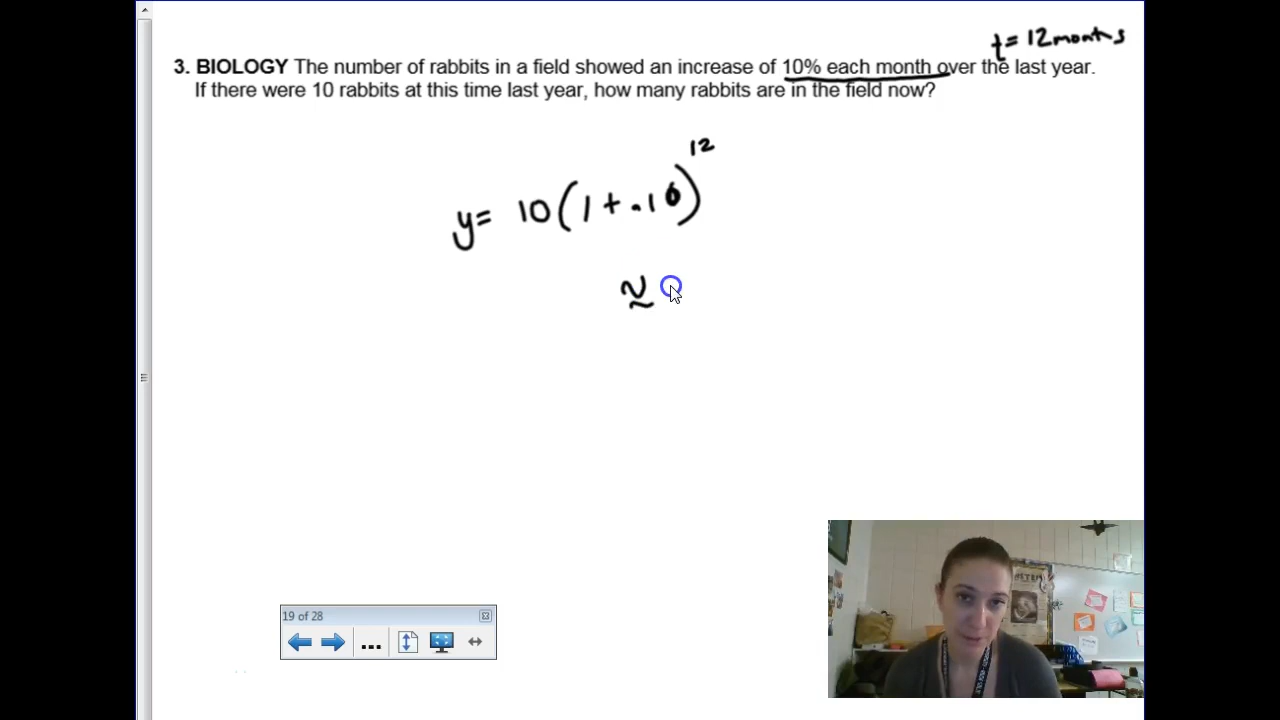 t = 12 months
3. BIOLOGY The number of rabbits in a field showed an increase of 10% each month over the last year.
If there were 10 rabbits at this time last year, how many rabbits are in the field now?
y = 10(1 + .10)^12
≈
19 of 28
...